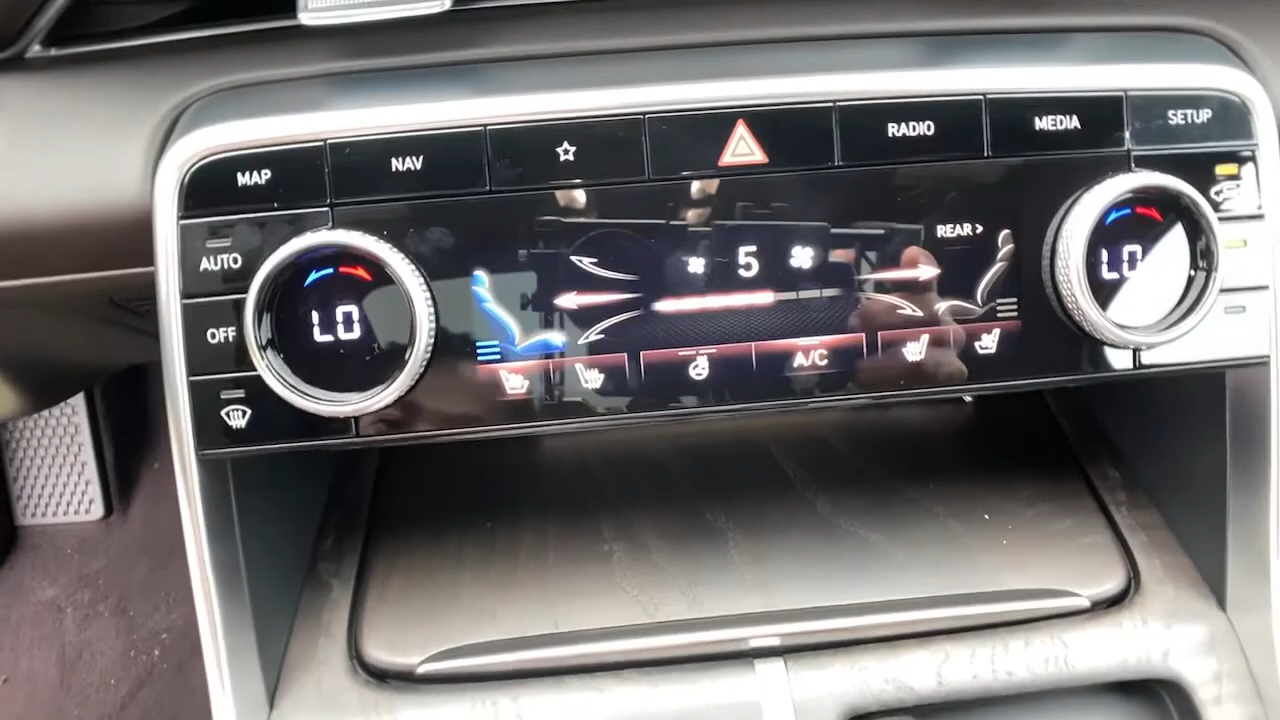 MAP
NAV
RADIO
MEDIA
SETUP
AUTO
OFF
LO
5
REAR >
LO
A/C